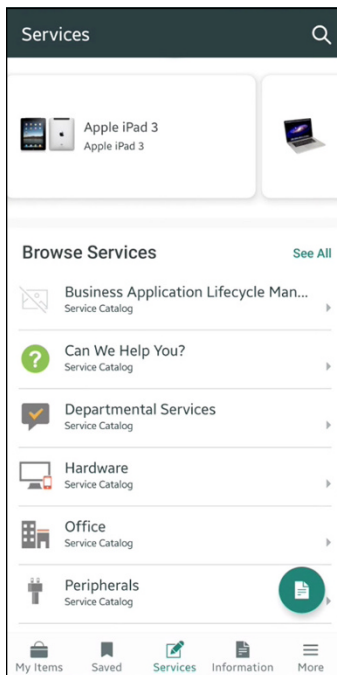 Services
Apple iPad 3
Apple iPad 3
Browse Services
See All
Business Application Lifecycle Man...
Service Catalog
?
Can We Help You?
Service Catalog
Departmental Services
Service Catalog
Hardware
Service Catalog
Office
Service Catalog
Peripherals
Service Catalog
My Items
Saved
Services
Information
More